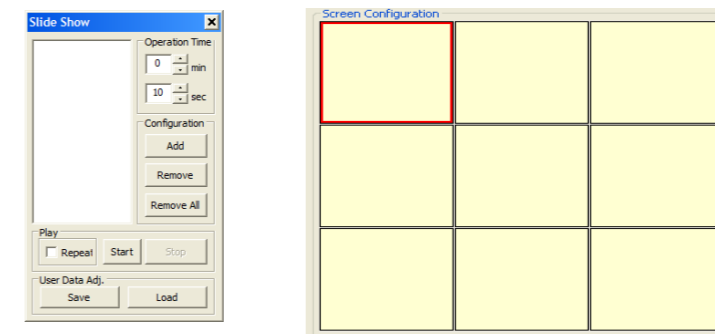 Slide Show
Operation Time
0 min
10 sec
Configuration
Add
Remove
Remove All
Play
Repeat Start Stop
User Data Adj.
Save Load
Screen Configuration